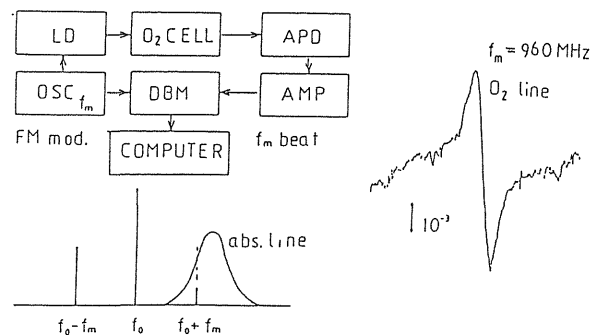 LD
O₂ CELL
APD
OSC fₘ
DBM
AMP
FM mod.
COMPUTER
fₘ beat
abs. line
f₀-fₘ
f₀
f₀+fₘ
fₘ = 960 MHz
O₂ line
10⁻³